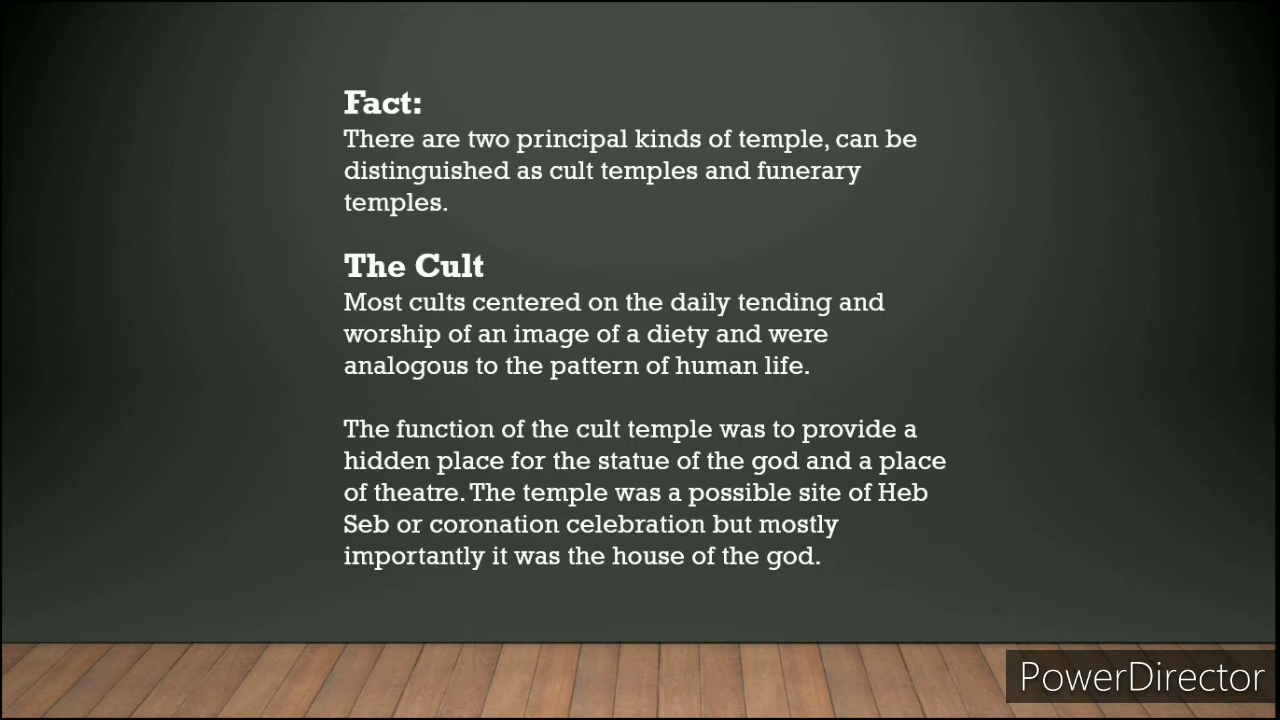 Fact:
There are two principal kinds of temple, can be
distinguished as cult temples and funerary
temples.
The Cult
Most cults centered on the daily tending and
worship of an image of a diety and were
analogous to the pattern of human life.
The function of the cult temple was to provide a
hidden place for the statue of the god and a place
of theatre. The temple was a possible site of Heb
Seb or coronation celebration but mostly
importantly it was the house of the god.
PowerDirector